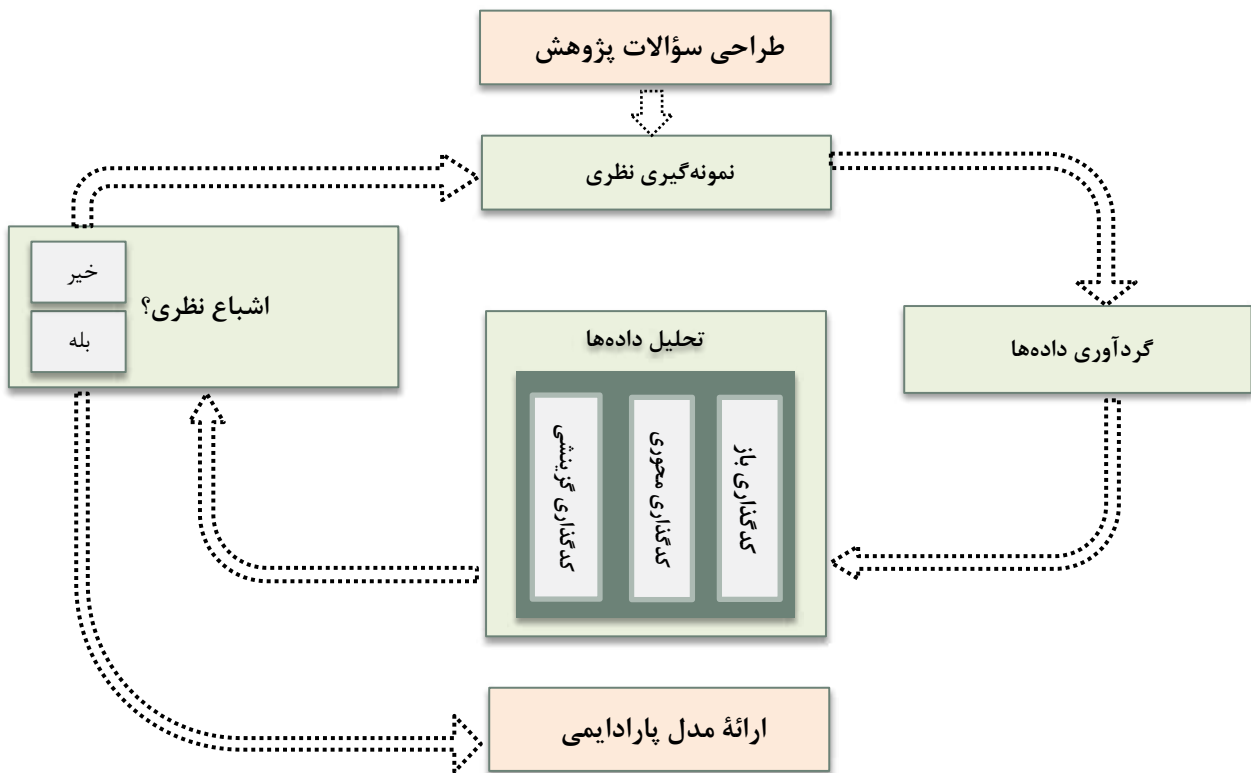 طراحی سؤالات پژوهش
نمونه‌گیری نظری
گردآوری داده‌ها
تحلیل داده‌ها
کدگذاری باز
کدگذاری محوری
کدگذاری گزینشی
اشباع نظری؟
خیر
بله
ارائهٔ مدل پارادایمی